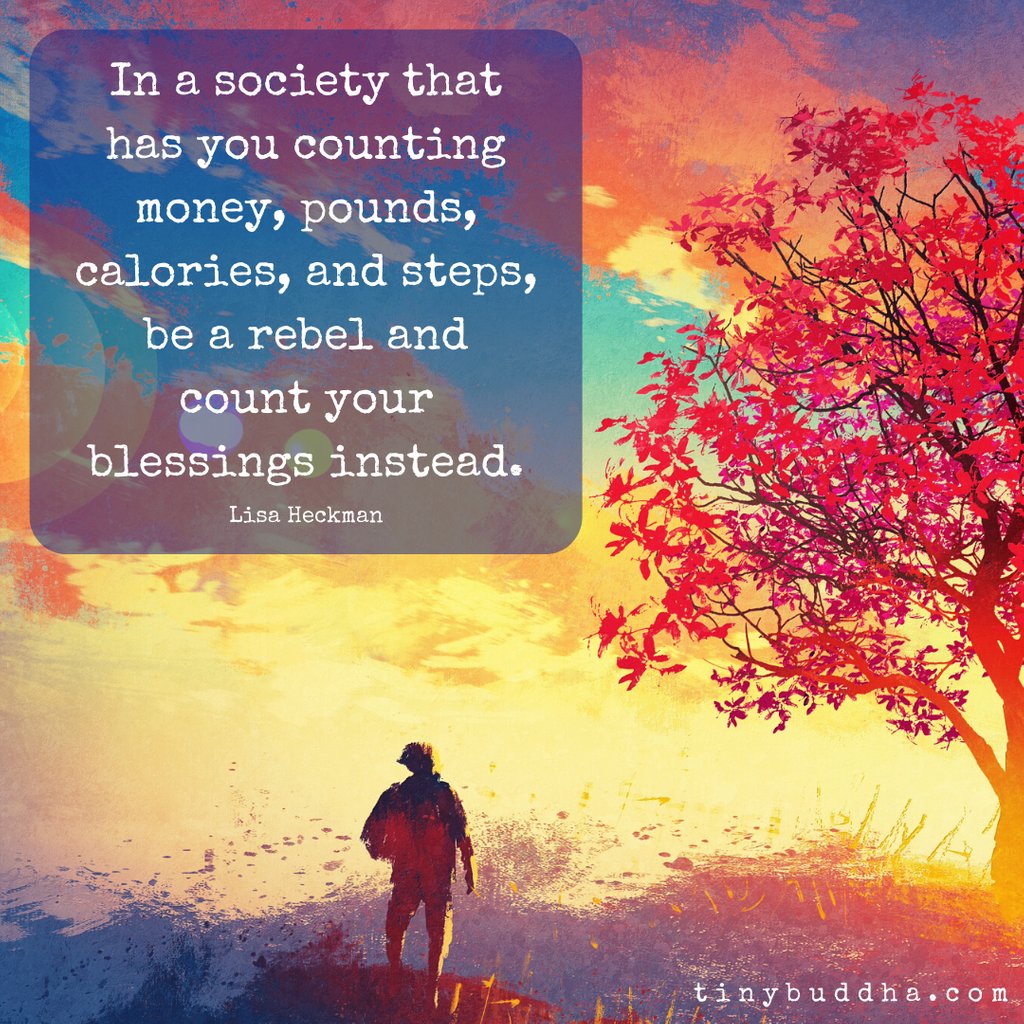 In a society that
has you counting
money, pounds,
calories, and steps,
be a rebel and
count your
blessings instead.
Lisa Heckman
tinybuddha.com